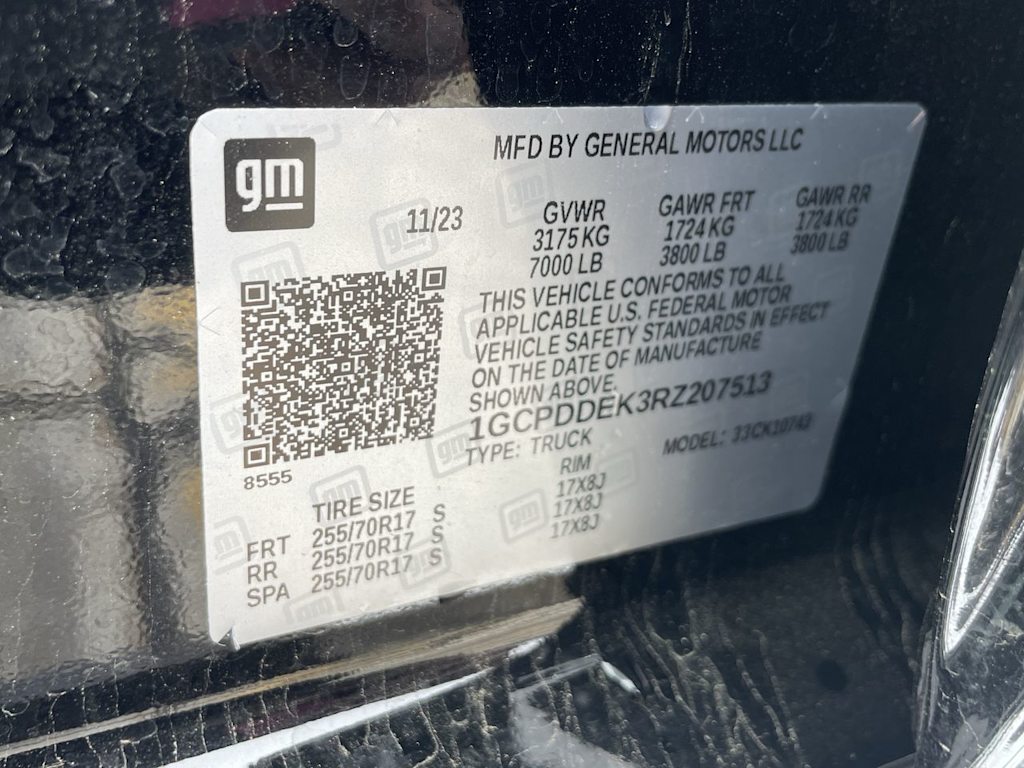 gm
MFD BY GENERAL MOTORS LLC
11/23
GVWR GAWR FRT GAWR RR
3175 KG 1724 KG 1724 KG
7000 LB 3800 LB 3800 LB
THIS VEHICLE CONFORMS TO ALL
APPLICABLE U.S. FEDERAL MOTOR
VEHICLE SAFETY STANDARDS IN EFFECT
ON THE DATE OF MANUFACTURE
SHOWN ABOVE.
1GCPDDEK3RZ207513
TYPE: TRUCK MODEL: 33CK10743
8555
TIRE SIZE RIM
FRT 255/70R17 S 17X8J
RR 255/70R17 S 17X8J
SPA 255/70R17 S 17X8J